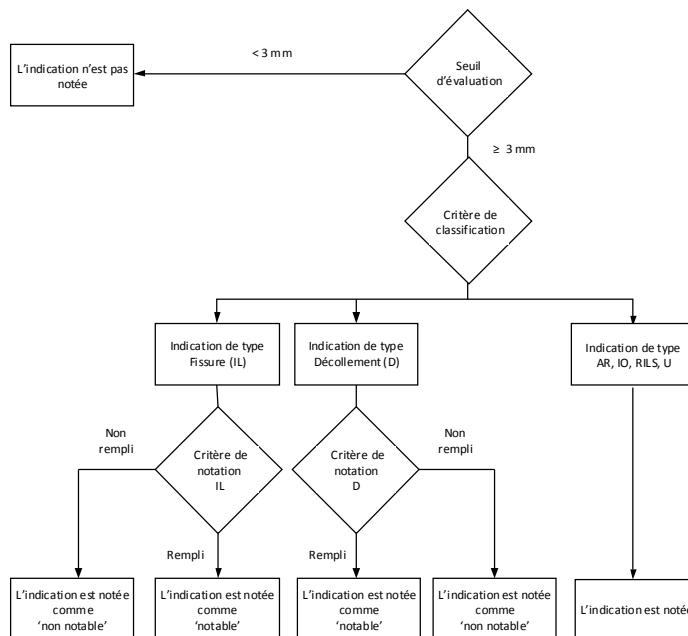 < 3 mm
L'indication n'est pas
notée
Seuil
d'évaluation
≥ 3 mm
Critère de
classification
Indication de type
Fissure (IL)
Indication de type
Décollement (D)
Indication de type
AR, IO, RILS, U
Non
rempli
Critère de
notation
IL
Critère de
notation
D
Non
rempli
Rempli
Rempli
L'indication est notée
comme
‘non notable’
L'indication est notée
comme
‘notable’
L'indication est notée
comme
‘notable’
L'indication est notée
comme
‘non notable’
L'indication est notée